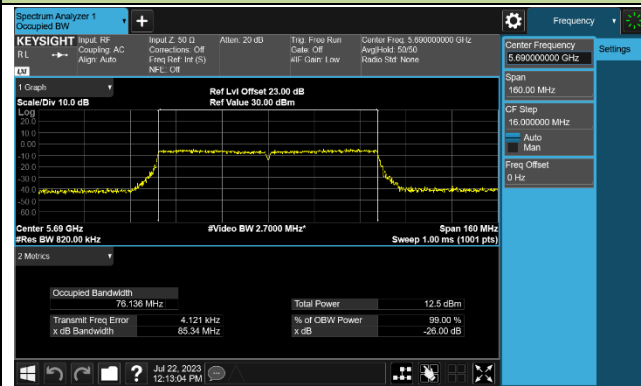 Spectrum Analyzer 1
Occupied BW
Frequency
KEYSIGHT
Input: RF
Coupling: AC
Align: Auto
Input Z: 50 Ω
Corrections: Off
Freq Ref: Int (S)
NFE: Off
Atten: 20 dB
Trig: Free Run
Gate: Off
#IF Gain: Low
Center Freq: 5.690000000 GHz
Avg|Hold: 50/50
Radio Std: None
RL
LXI
Center Frequency
5.690000000 GHz
Settings
Span
160.00 MHz
CF Step
16.000000 MHz
Auto
Man
Freq Offset
0 Hz
1 Graph
Scale/Div 10.0 dB
Ref Lvl Offset 23.00 dB
Ref Value 30.00 dBm
Log
20.0
10.0
0.00
-10.0
-20.0
-30.0
-40.0
-50.0
-60.0
Center 5.69 GHz
#Res BW 820.00 kHz
#Video BW 2.7000 MHz*
Span 160 MHz
Sweep 1.00 ms (1001 pts)
2 Metrics
Occupied Bandwidth
76.136 MHz
Total Power
12.5 dBm
Transmit Freq Error
4.121 kHz
% of OBW Power
99.00 %
x dB Bandwidth
85.34 MHz
x dB
-26.00 dB
Jul 22, 2023
12:13:04 PM